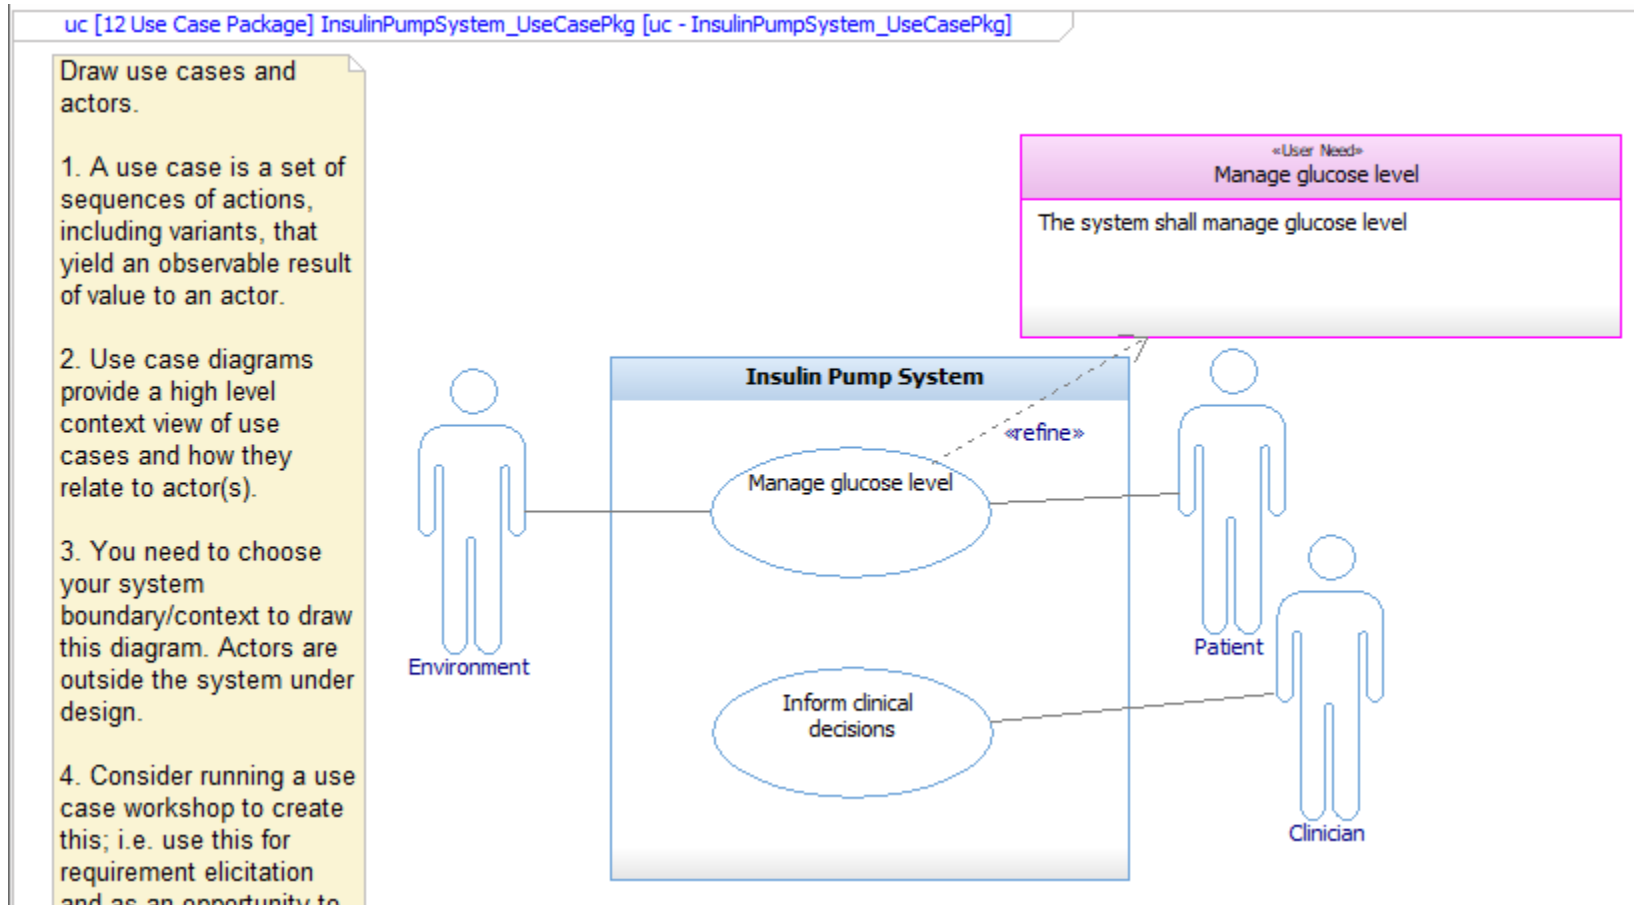 uc [12 Use Case Package] InsulinPumpSystem_UseCasePkg [uc - InsulinPumpSystem_UseCasePkg]
Draw use cases and
actors.
1. A use case is a set of
sequences of actions,
including variants, that
yield an observable result
of value to an actor.
2. Use case diagrams
provide a high level
context view of use
cases and how they
relate to actor(s).
3. You need to choose
your system
boundary/context to draw
this diagram. Actors are
outside the system under
design.
4. Consider running a use
case workshop to create
this; i.e. use this for
requirement elicitation
and as an opportunity to
«User Need»
Manage glucose level
The system shall manage glucose level
Insulin Pump System
«refine»
Manage glucose level
Environment
Patient
Inform clinical
decisions
Clinician